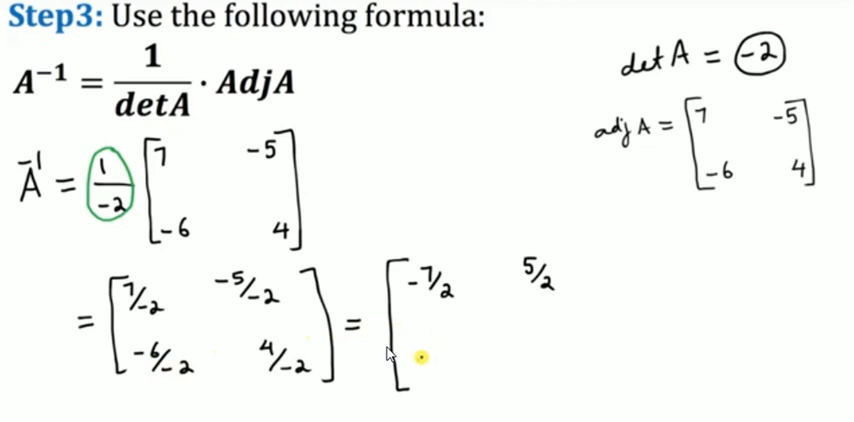 Step3: Use the following formula:
A⁻¹ = 1/detA · AdjA
det A = -2
adj A = [7 -5
-6 4]
A⁻¹ = 1/-2 [7 -5
-6 4]
= [7/-2 -5/-2
-6/-2 4/-2] = [-7/2 5/2